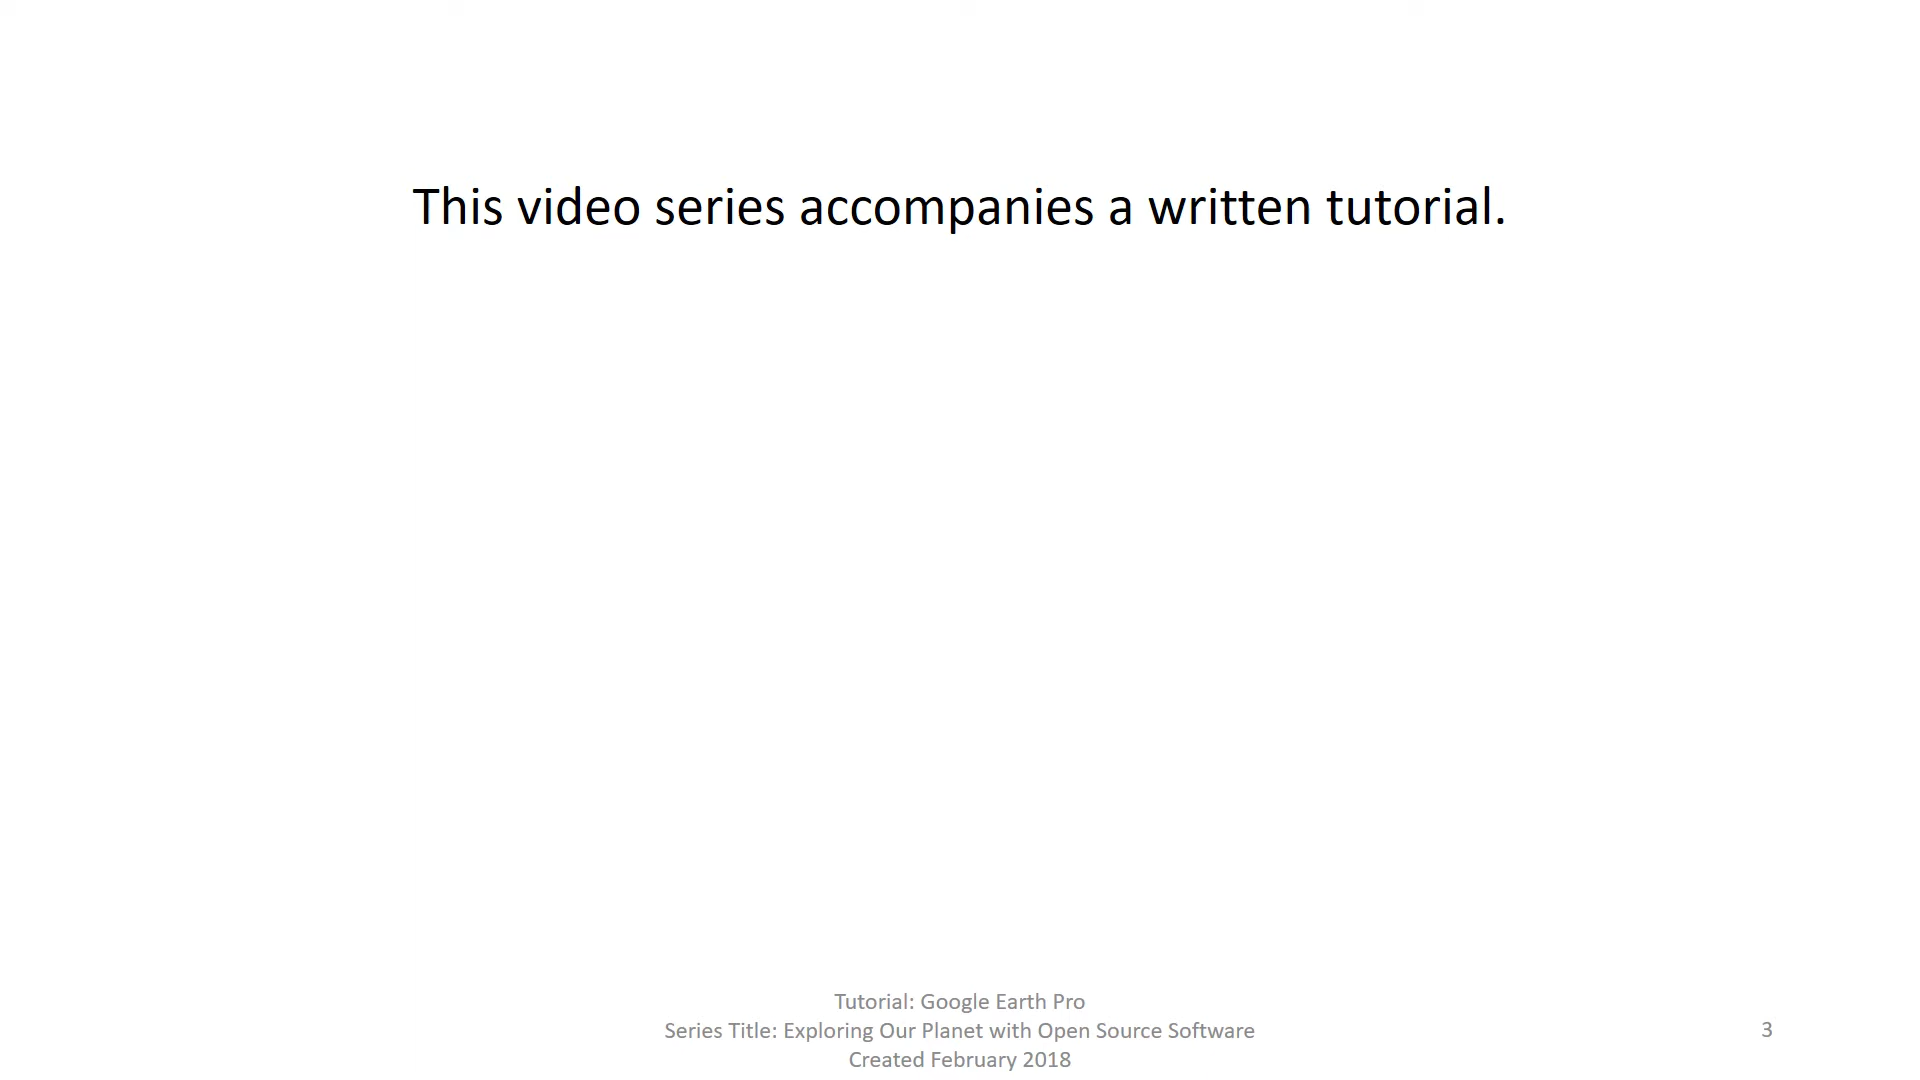 This video series accompanies a written tutorial.
Tutorial: Google Earth Pro
Series Title: Exploring Our Planet with Open Source Software
Created February 2018
3